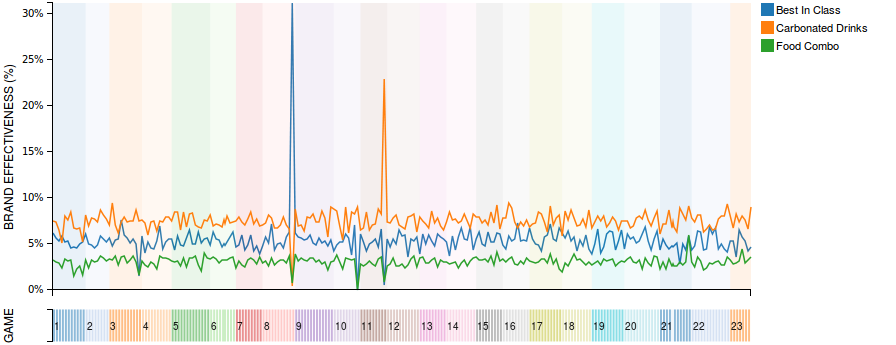 BRAND EFFECTIVENESS (%)
30%
25%
20%
15%
10%
5%
0%
Best In Class
Carbonated Drinks
Food Combo
GAME
1 2 3 4 5 6 7 8 9 10 11 12 13 14 15 16 17 18 19 20 21 22 23